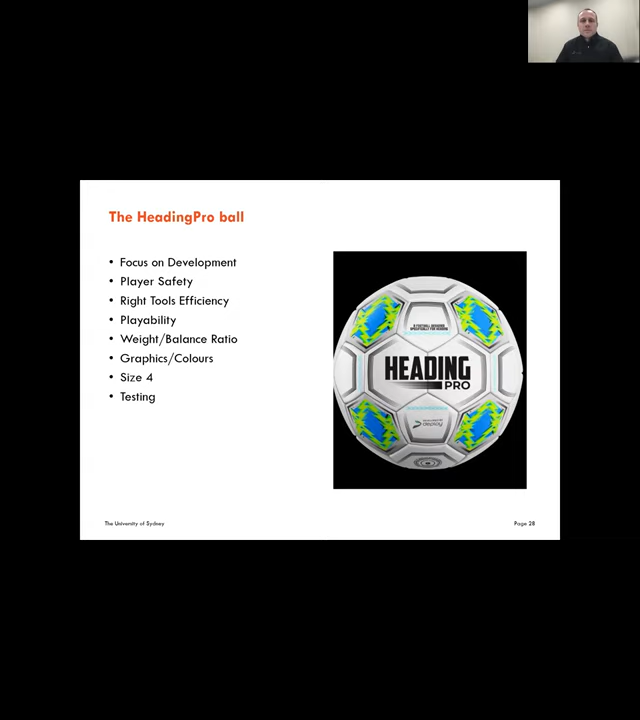 The HeadingPro ball
• Focus on Development
• Player Safety
• Right Tools Efficiency
• Playability
• Weight/Balance Ratio
• Graphics/Colours
• Size 4
• Testing
HEADING
PRO
The University of Sydney
Page 28